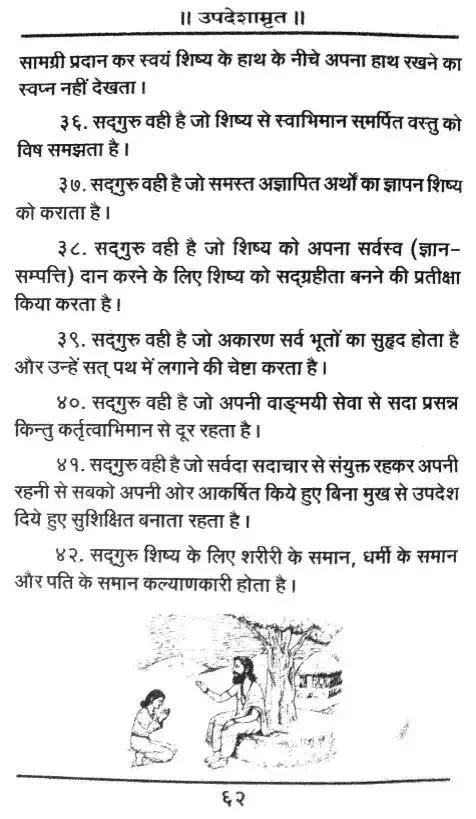 ॥ उपदेशामृत ॥
सामग्री प्रदान कर स्वयं शिष्य के हाथ के नीचे अपना हाथ रखने का
स्वप्न नहीं देखता ।
३६. सद्‌गुरु वही है जो शिष्य से स्वाभिमान समर्पित वस्तु को
विष समझता है ।
३७. सद्‌गुरु वही है जो समस्त अज्ञापित अर्थों का ज्ञापन शिष्य
को कराता है ।
३८. सद्‌गुरु वही है जो शिष्य को अपना सर्वस्व (ज्ञान-
सम्पत्ति) दान करने के लिए शिष्य को सद्‌ग्रहीता बनने की प्रतीक्षा
किया करता है ।
३९. सद्‌गुरु वही है जो अकारण सर्व भूतों का सुहृद होता है
और उन्हें सत् पथ में लगाने की चेष्टा करता है ।
४०. सद्‌गुरु वही है जो अपनी वाङ्मयी सेवा से सदा प्रसन्न
किन्तु कर्तृत्वाभिमान से दूर रहता है ।
४१. सद्‌गुरु वही है जो सर्वदा सदाचार से संयुक्त रहकर अपनी
रहनी से सबको अपनी ओर आकर्षित किये हुए बिना मुख से उपदेश
दिये हुए सुशिक्षित बनाता रहता है ।
४२. सद्‌गुरु शिष्य के लिए शरीरी के समान, धर्मी के समान
और पति के समान कल्याणकारी होता है ।
६२